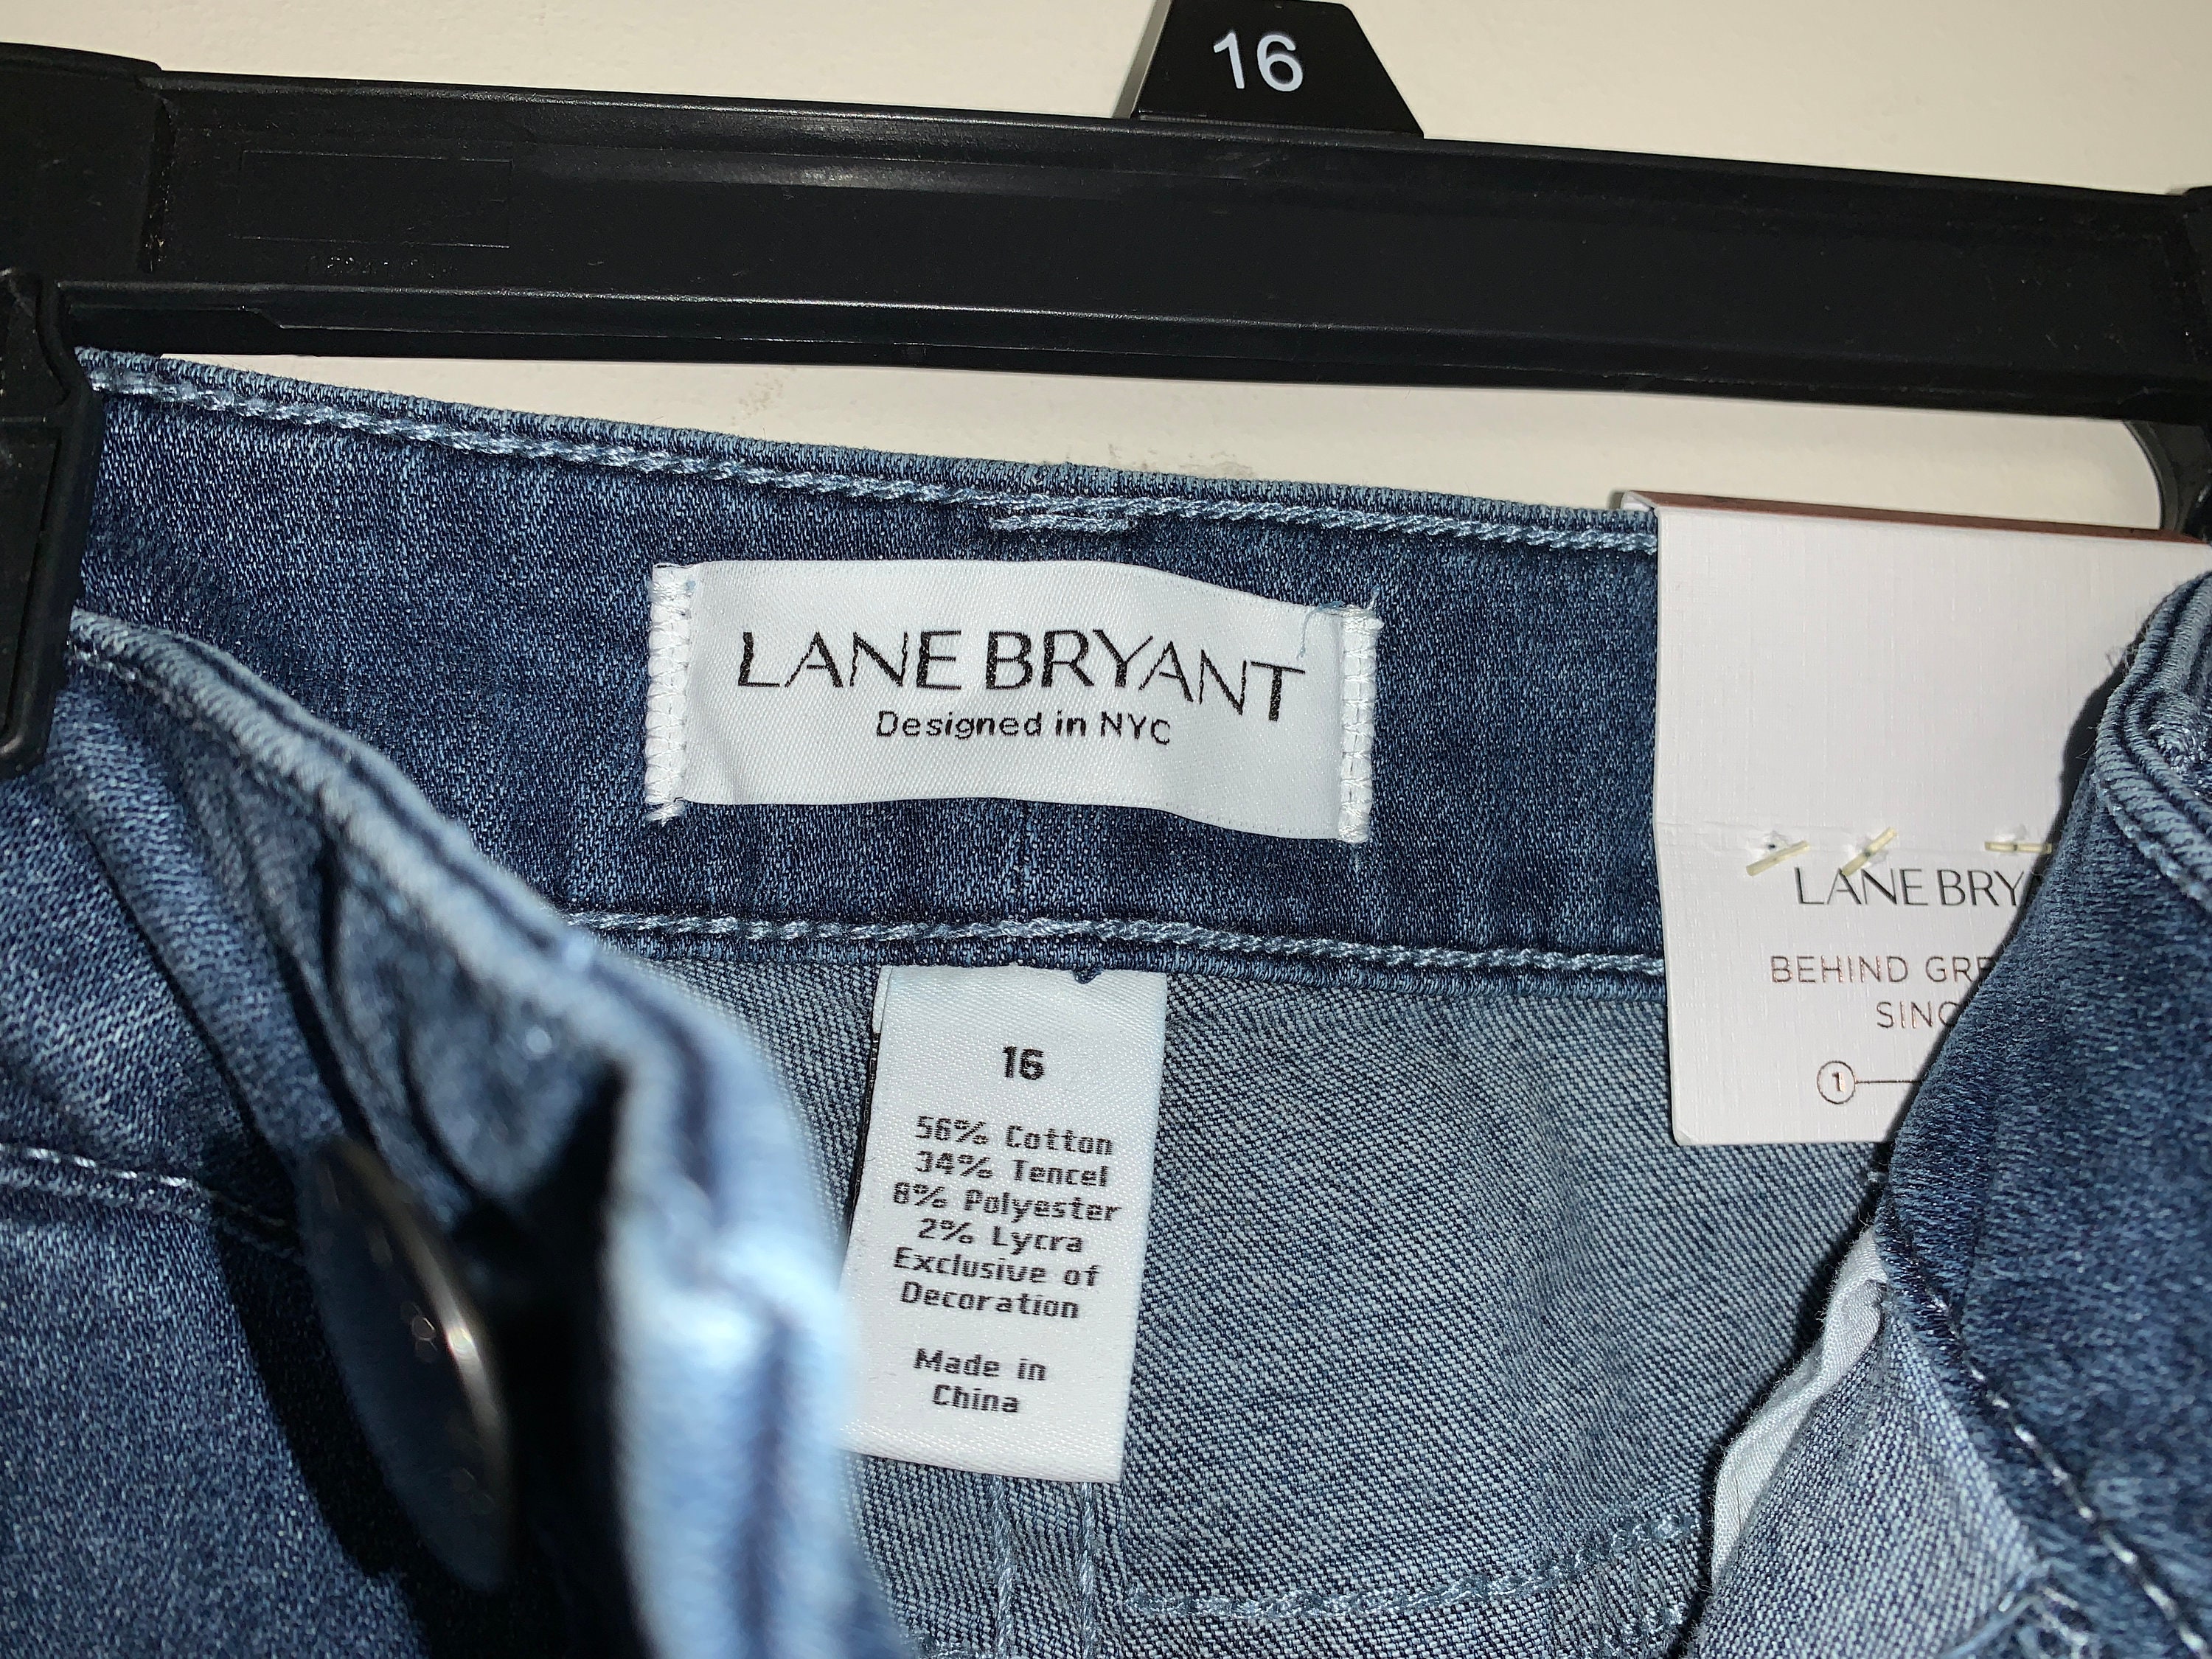 16
LANE BRYANT
Designed in NYC
LANE BRY
BEHIND GRE
SINC
1
16
56% Cotton
34% Tencel
8% Polyester
2% Lycra
Exclusive of
Decoration
Made in
China